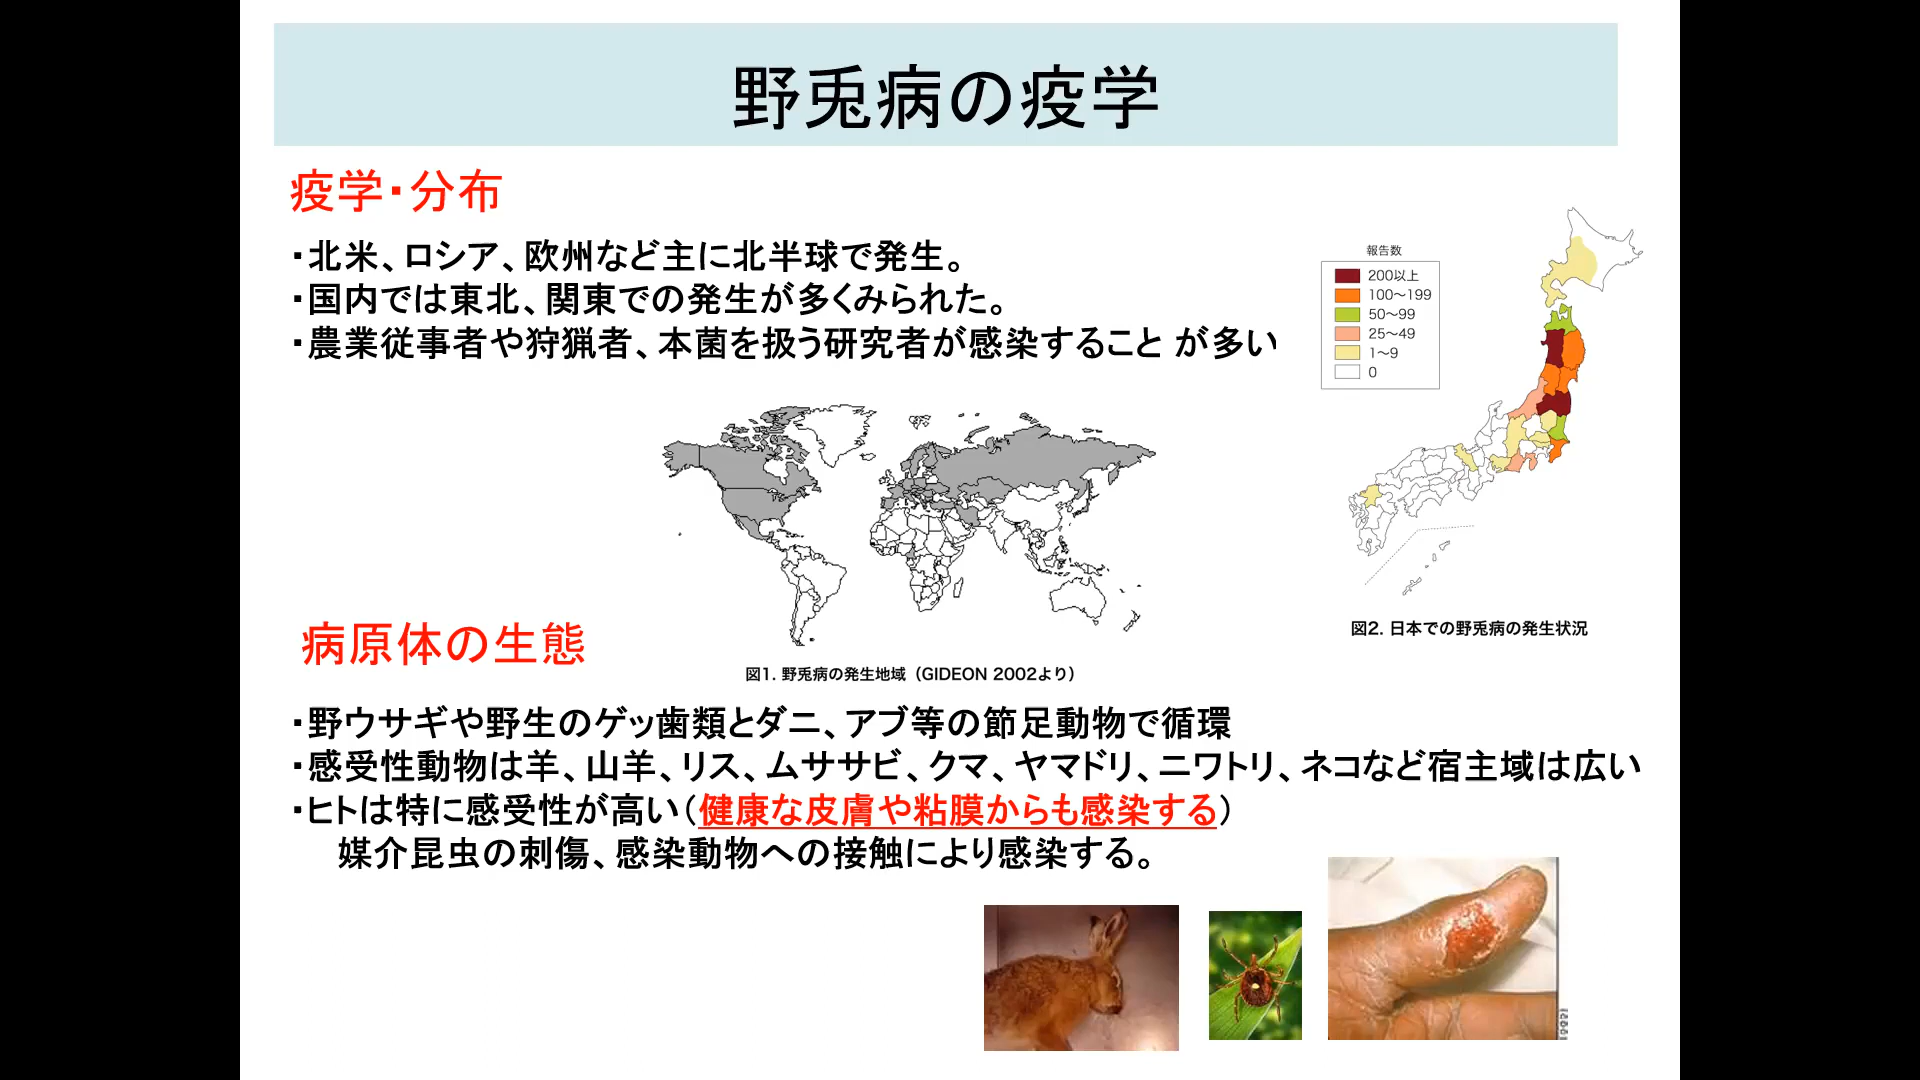 野兎病の疫学
疫学・分布
・北米、ロシア、欧州など主に北半球で発生。
・国内では東北、関東での発生が多くみられた。
・農業従事者や狩猟者、本菌を扱う研究者が感染すること が多い
報告数
200以上
100〜199
50〜99
25〜49
1〜9
0
図2. 日本での野兎病の発生状況
図1. 野兎病の発生地域（GIDEON 2002より）
病原体の生態
・野ウサギや野生のゲッ歯類とダニ、アブ等の節足動物で循環
・感受性動物は羊、山羊、リス、ムササビ、クマ、ヤマドリ、ニワトリ、ネコなど宿主域は広い
・ヒトは特に感受性が高い（健康な皮膚や粘膜からも感染する）
媒介昆虫の刺傷、感染動物への接触により感染する。